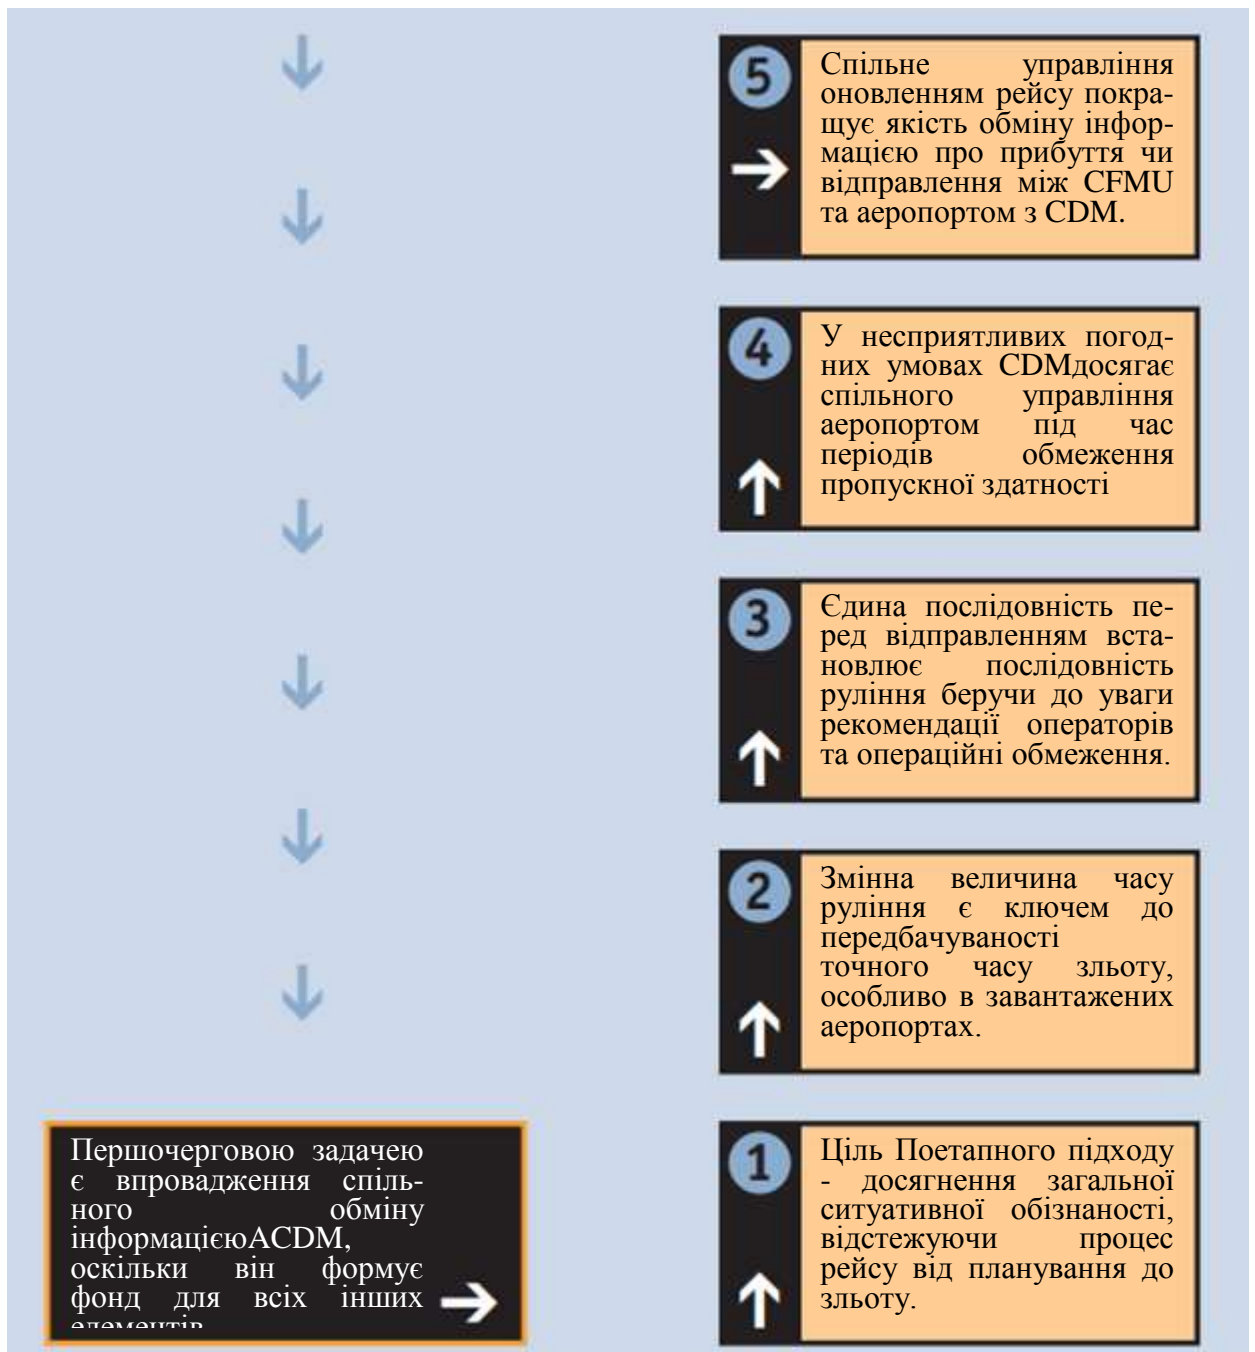 5
Спільне управління
оновленням рейсу покра-
щує якість обміну інфор-
мацією про прибуття чи
відправлення між CFMU
та аеропортом з CDM.
4
У несприятливих погод-
них умовах CDMдосягає
спільного управління
аеропортом під час
періодів обмеження
пропускної здатності
3
Єдина послідовність пе-
ред відправленням вста-
новлює послідовність
руління беручи до уваги
рекомендації операторів
та операційні обмеження.
2
Змінна величина часу
руління є ключем до
передбачуваності
точного часу зльоту,
особливо в завантажених
аеропортах.
Першочерговою задачею
є впровадження спіль-
ного обміну
інформацієюACDM,
оскільки він формує
фонд для всіх інших
елементів
1
Ціль Поетапного підходу
- досягнення загальної
ситуативної обізнаності,
відстежуючи процес
рейсу від планування до
зльоту.